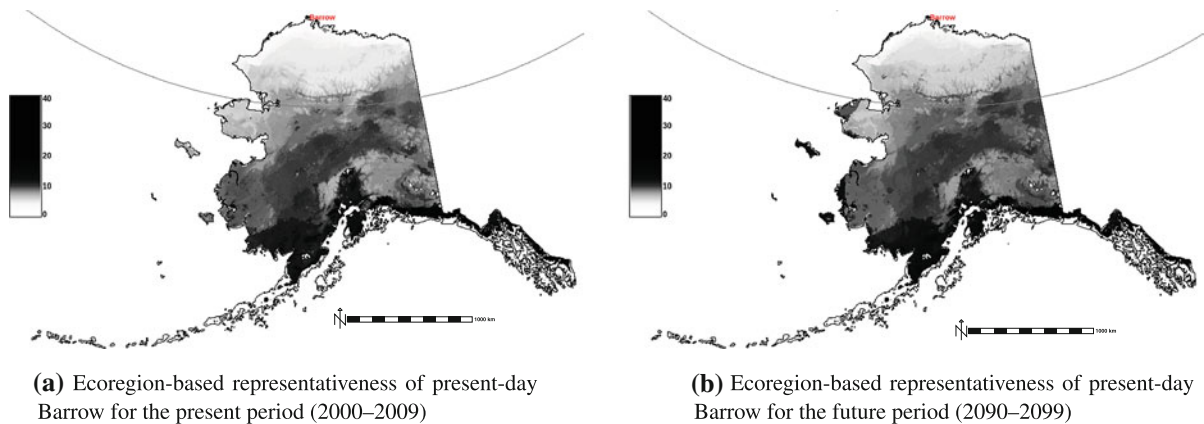 Barrow
Barrow
40
30
20
10
0
40
30
20
10
0
N
1000 km
N
1000 km
(a) Ecoregion-based representativeness of present-day
Barrow for the present period (2000–2009)
(b) Ecoregion-based representativeness of present-day
Barrow for the future period (2090–2099)